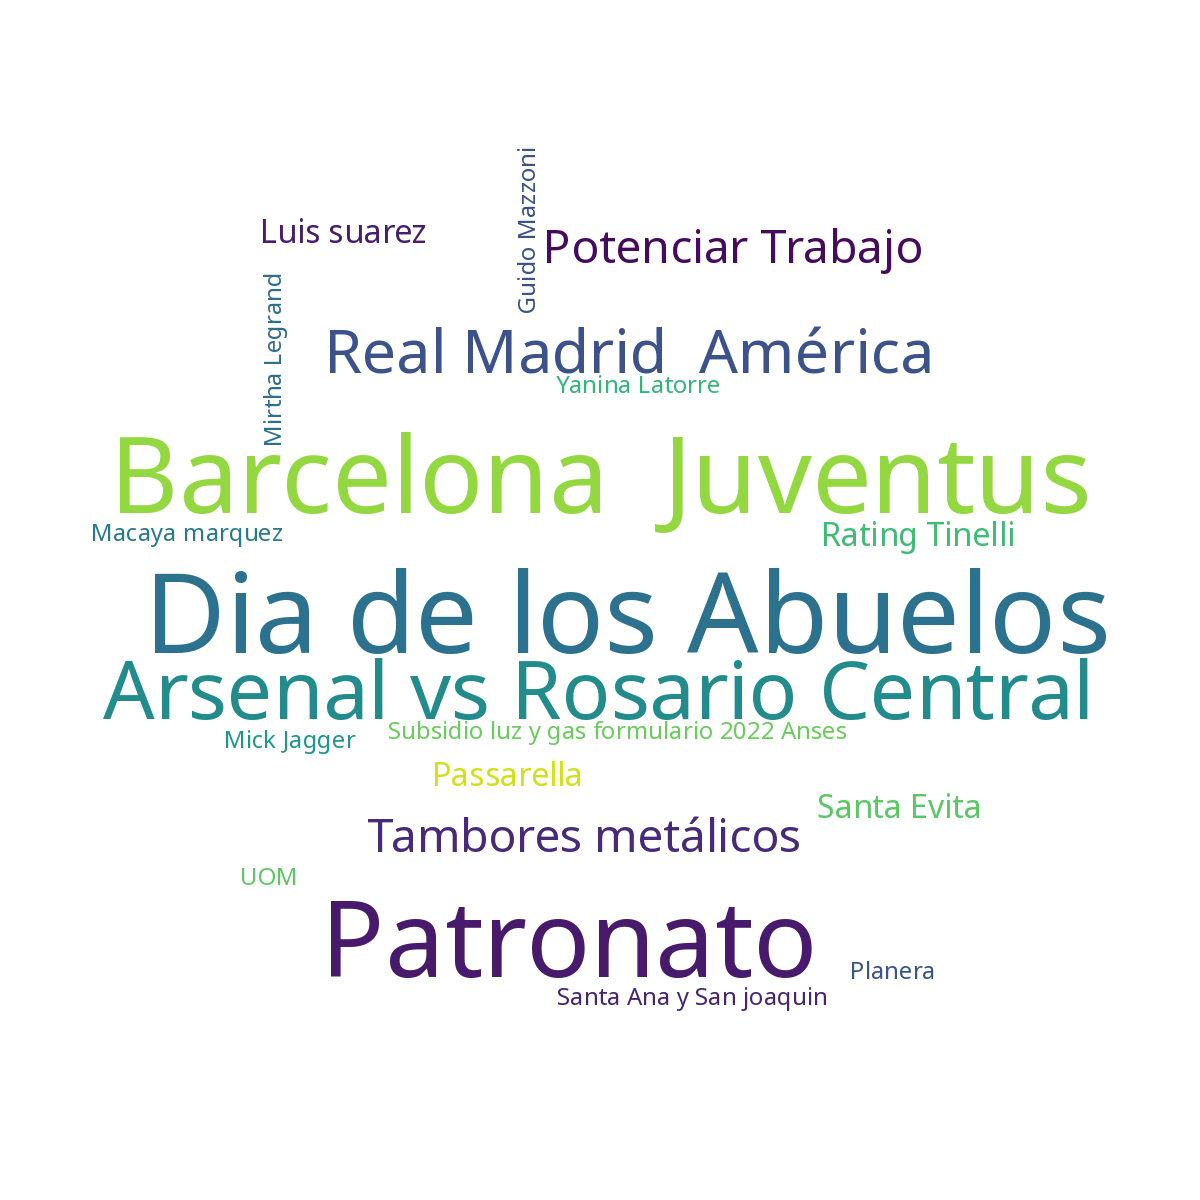 Guido Mazzoni
Luis suarez
Potenciar Trabajo
Mirtha Legrand
Real Madrid  América
Yanina Latorre
Barcelona  Juventus
Macaya marquez
Rating Tinelli
Dia de los Abuelos
Arsenal vs Rosario Central
Subsidio luz y gas formulario 2022 Anses
Mick Jagger
Passarella
Santa Evita
Tambores metálicos
UOM
Patronato
Planera
Santa Ana y San joaquin